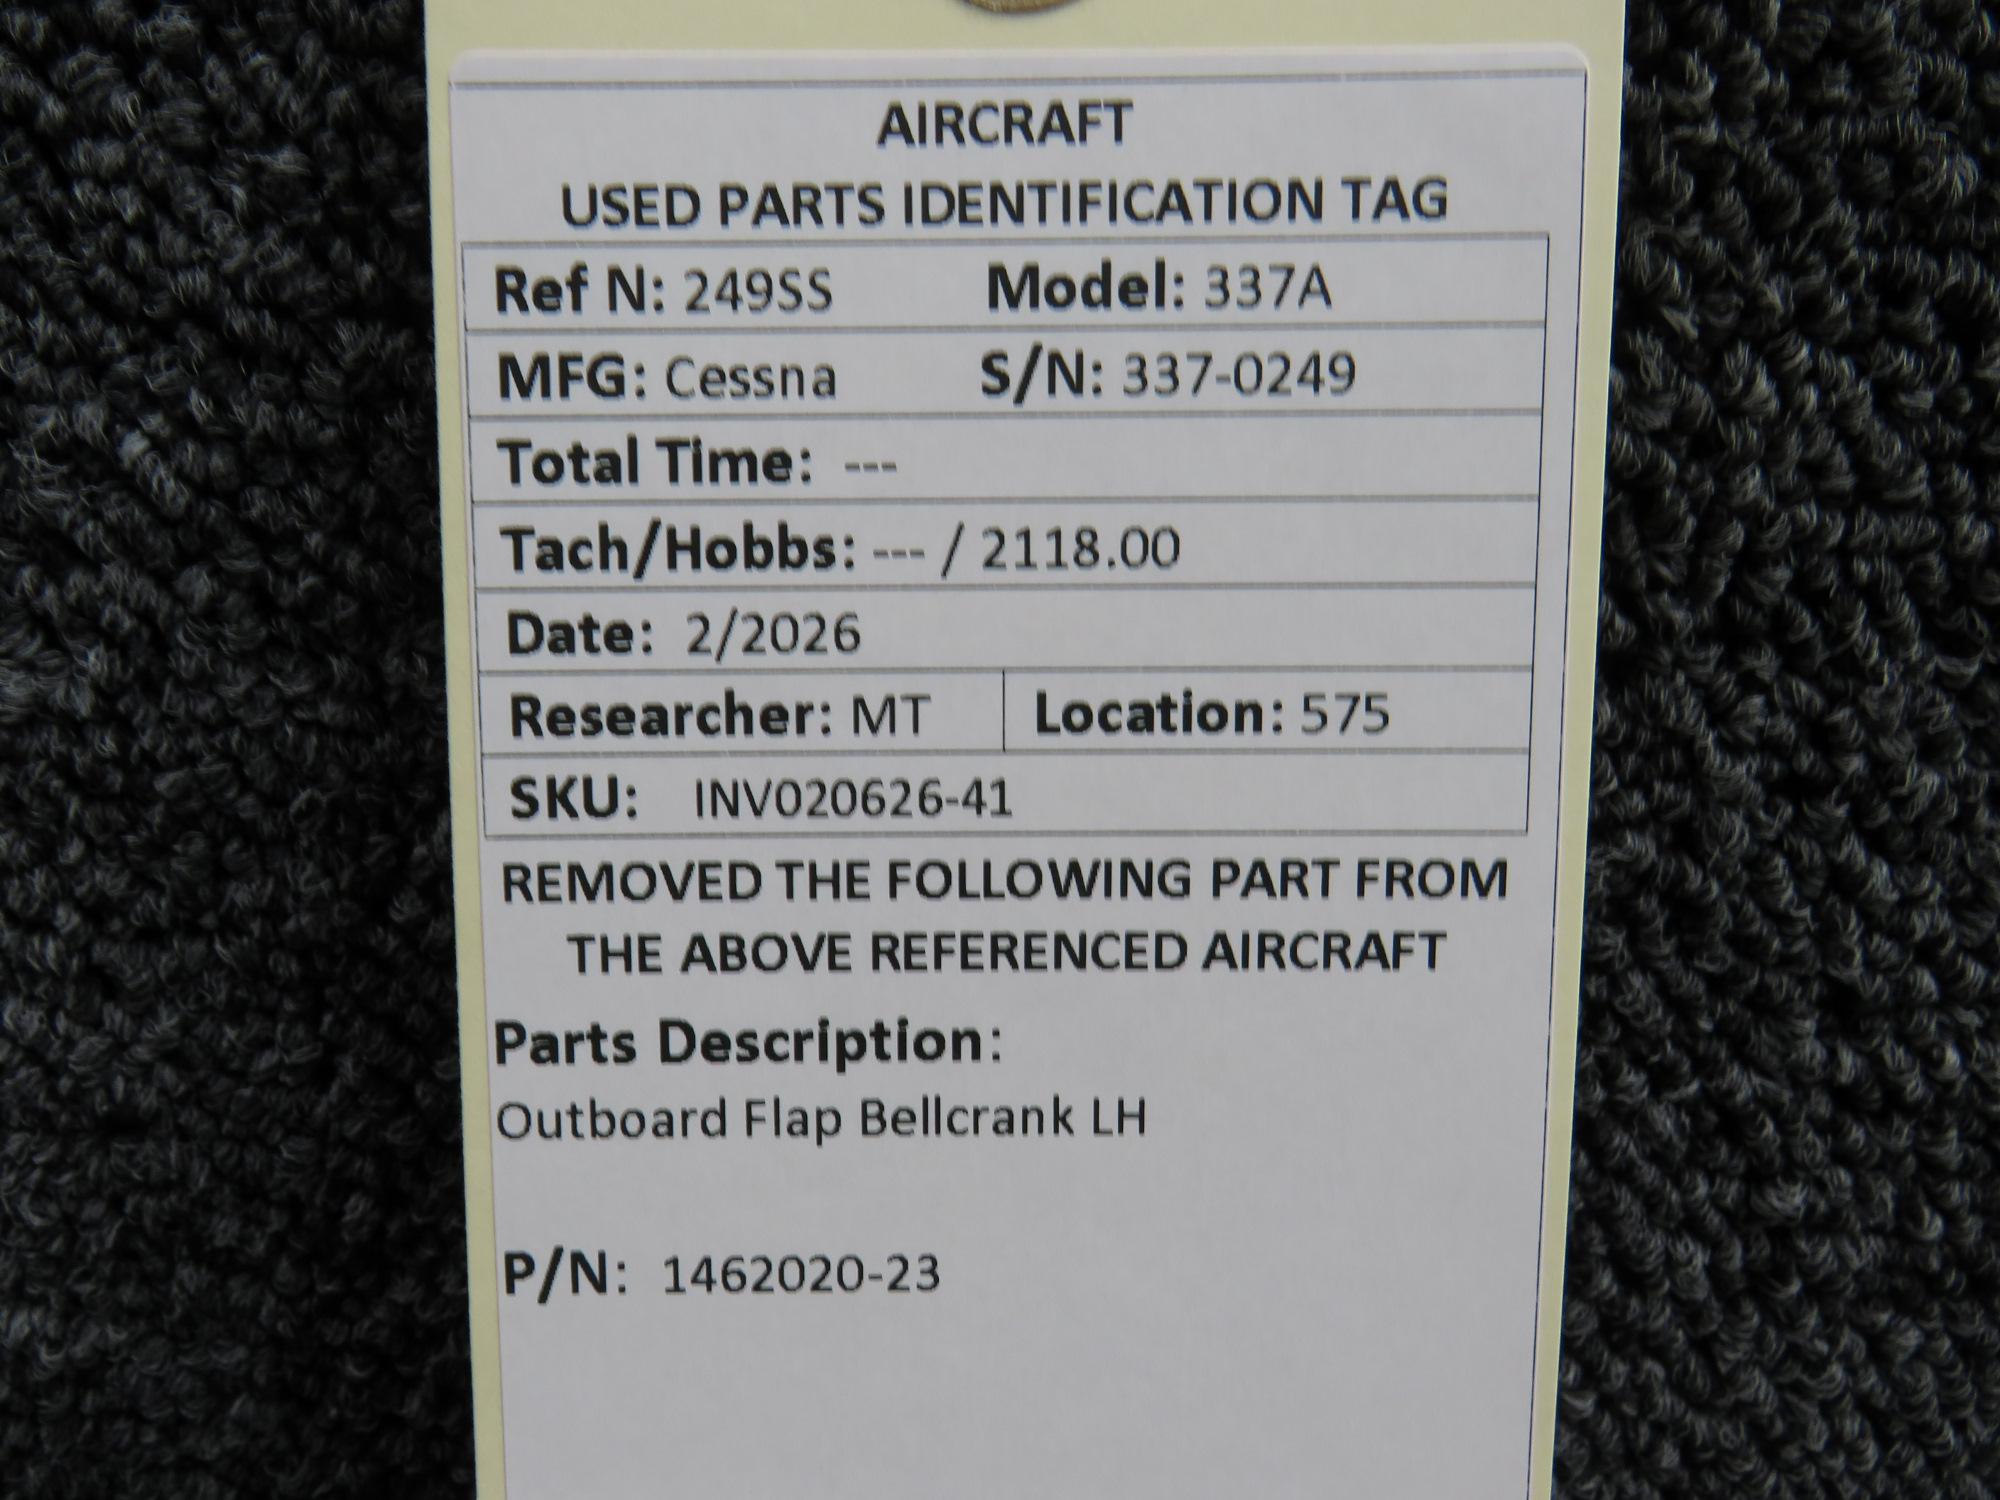 AIRCRAFT
USED PARTS IDENTIFICATION TAG
Ref N: 249SS Model: 337A
MFG: Cessna S/N: 337-0249
Total Time: ---
Tach/Hobbs: --- / 2118.00
Date: 2/2026
Researcher: MT Location: 575
SKU: INV020626-41
REMOVED THE FOLLOWING PART FROM
THE ABOVE REFERENCED AIRCRAFT
Parts Description:
Outboard Flap Bellcrank LH
P/N: 1462020-23